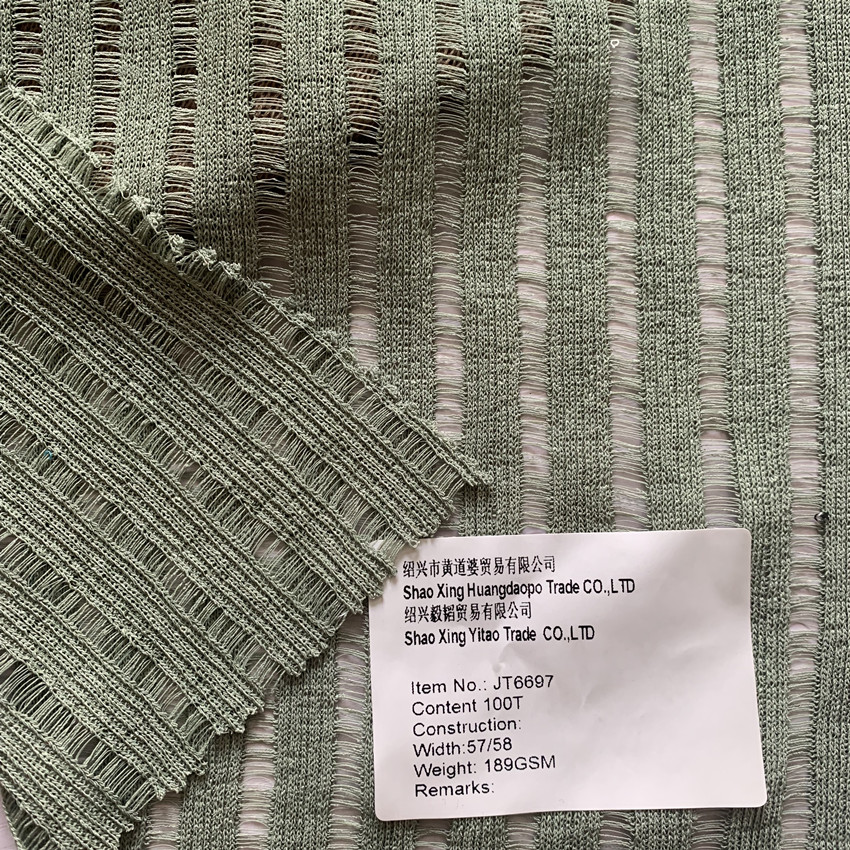 绍兴市黄道婆贸易有限公司
Shao Xing Huangdaopo Trade CO.,LTD
绍兴毅韬贸易有限公司
Shao Xing Yitao Trade CO.,LTD
Item No.: JT6697
Content 100T
Construction:
Width:57/58
Weight: 189GSM
Remarks: